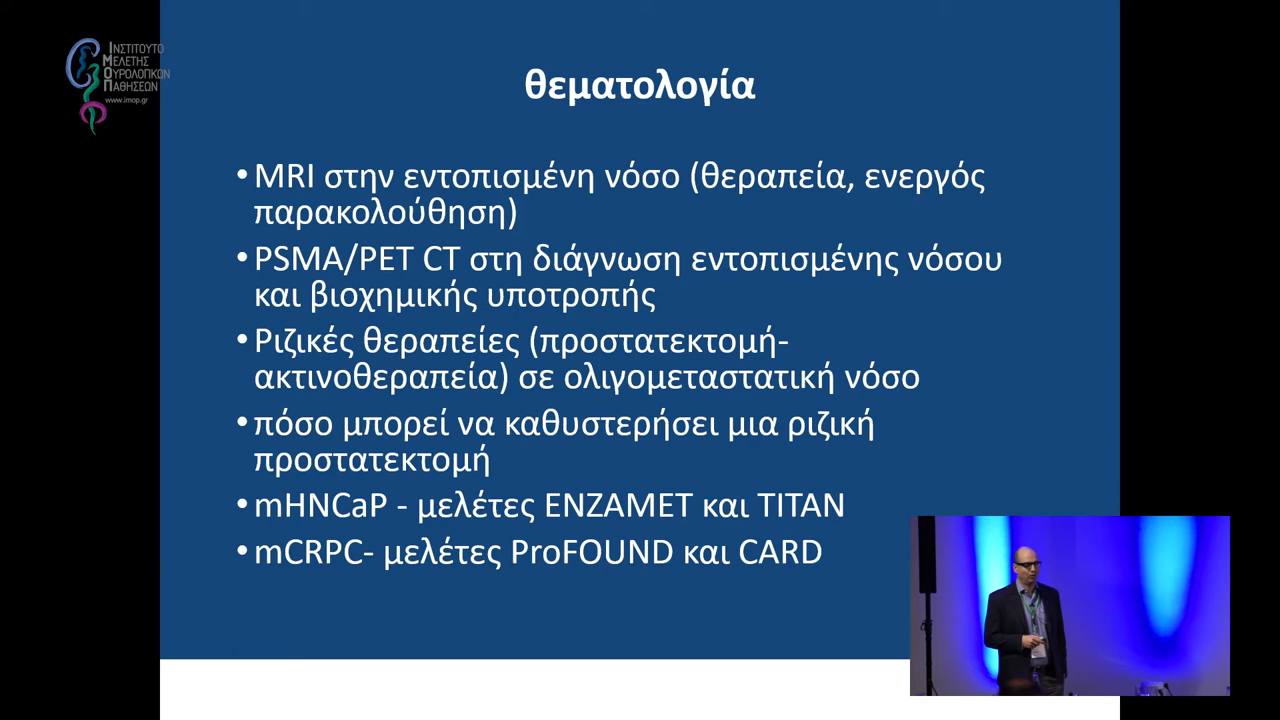 ΙΝΣΤΙΤΟΥΤΟ
ΜΕΛΕΤΗΣ
ΟΥΡΟΛΟΓΙΚΩΝ
ΠΑΘΗΣΕΩΝ
www.imop.gr
θεματολογία
• MRI στην εντοπισμένη νόσο (θεραπεία, ενεργός
παρακολούθηση)
• PSMA/PET CT στη διάγνωση εντοπισμένης νόσου
και βιοχημικής υποτροπής
• Ριζικές θεραπείες (προστατεκτομή-
ακτινοθεραπεία) σε ολιγομεταστατική νόσο
• πόσο μπορεί να καθυστερήσει μια ριζική
προστατεκτομή
• mHNCaP - μελέτες ENZAMET και TITAN
• mCRPC- μελέτες ProFOUND και CARD